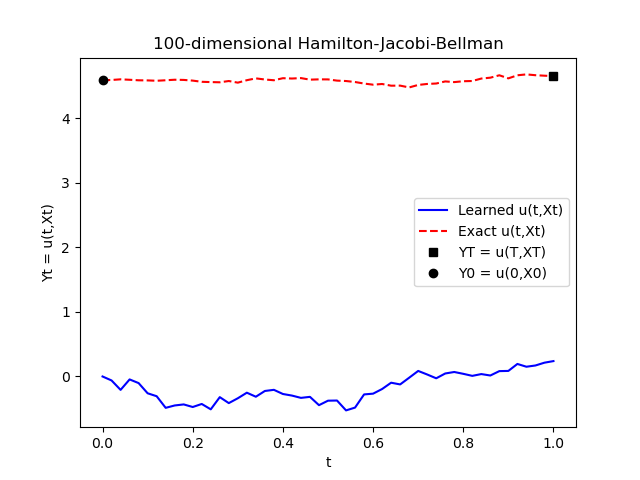 100-dimensional Hamilton-Jacobi-Bellman
Yt = u(t,Xt)
4
3
2
1
0
Learned u(t,Xt)
Exact u(t,Xt)
YT = u(T,XT)
Y0 = u(0,X0)
0.0 0.2 0.4 0.6 0.8 1.0
t